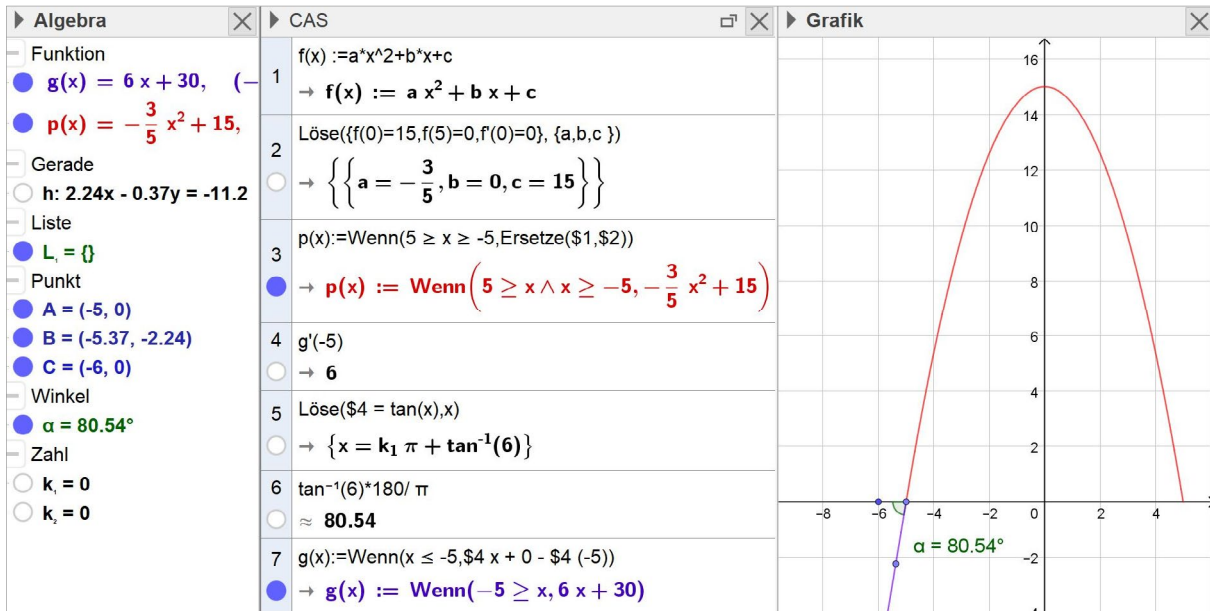 Algebra
Funktion
g(x) = 6 x + 30, (−
p(x) = −3/5 x² + 15,
Gerade
h: 2.24x - 0.37y = -11.2
Liste
L₁ = {}
Punkt
A = (-5, 0)
B = (-5.37, -2.24)
C = (-6, 0)
Winkel
α = 80.54°
Zahl
k₁ = 0
k₂ = 0
CAS
1
f(x) :=a*x^2+b*x+c
→ f(x) := a x² + b x + c
2
Löse({f(0)=15,f(5)=0,f'(0)=0}, {a,b,c })
→ {{a = −3/5, b = 0, c = 15}}
3
p(x):=Wenn(5 ≥ x ≥ -5,Ersetze($1,$2))
→ p(x) := Wenn(5 ≥ x ∧ x ≥ −5, −3/5 x² + 15)
4
g'(-5)
→ 6
5
Löse($4 = tan(x),x)
→ {x = k₁ π + tan⁻¹(6)}
6
tan⁻¹(6)*180/ π
≈ 80.54
7
g(x):=Wenn(x ≤ -5,$4 x + 0 - $4 (-5))
→ g(x) := Wenn(−5 ≥ x, 6 x + 30)
Grafik
16
14
12
10
8
6
4
2
−8 −6 −4 −2 0 2 4
α = 80.54°
−2
−4